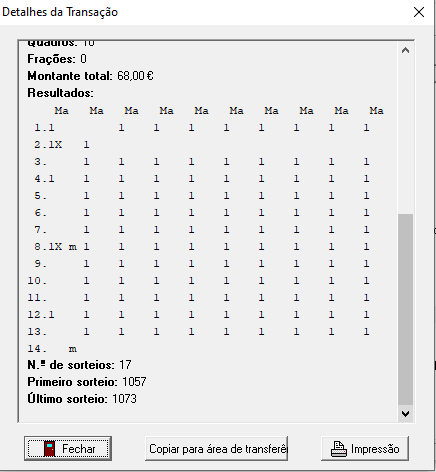 Detalhes da Transação
Quadros: 10
Frações: 0
Montante total: 68,00 €
Resultados:
Ma Ma Ma Ma Ma Ma Ma Ma Ma Ma
1.1 1 1 1 1 1 1 1 1
2.1X 1
3. 1 1 1 1 1 1 1 1 1
4.1 1 1 1 1 1 1 1 1 1
5. 1 1 1 1 1 1 1 1 1
6. 1 1 1 1 1 1 1 1 1
7. 1 1 1 1 1 1 1 1 1
8.1X m 1 1 1 1 1 1 1 1 1
9. 1 1 1 1 1 1 1 1 1
10. 1 1 1 1 1 1 1 1 1
11. 1 1 1 1 1 1 1 1 1
12.1 1 1 1 1 1 1 1 1 1
13. 1 1 1 1 1 1 1 1 1
14. m
N.º de sorteios: 17
Primeiro sorteio: 1057
Último sorteio: 1073
Fechar
Copiar para área de transferê
Impressão